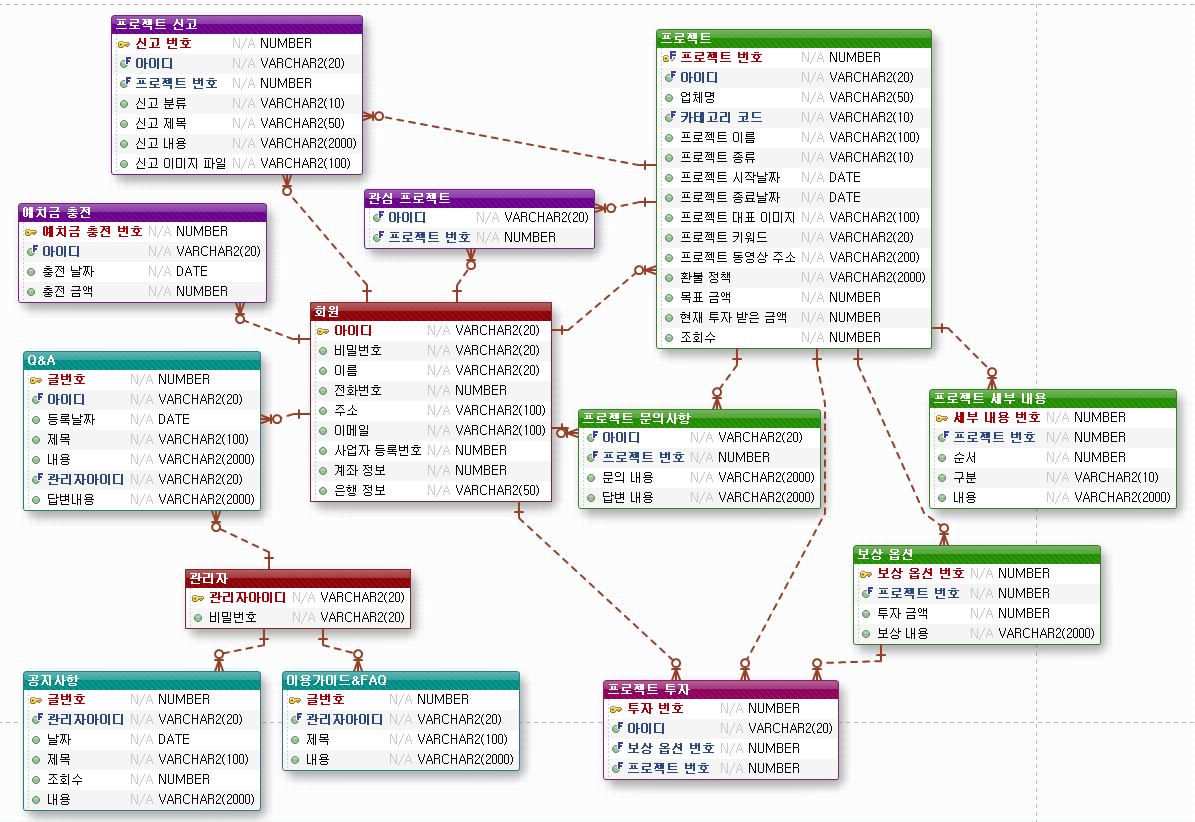 프로젝트 신고
신고 번호 N/A NUMBER
아이디 N/A VARCHAR2(20)
프로젝트 번호 N/A NUMBER
신고 분류 N/A VARCHAR2(10)
신고 제목 N/A VARCHAR2(50)
신고 내용 N/A VARCHAR2(2000)
신고 이미지 파일 N/A VARCHAR2(100)
프로젝트
프로젝트 번호 N/A NUMBER
아이디 N/A VARCHAR2(20)
업체명 N/A VARCHAR2(50)
카테고리 코드 N/A VARCHAR2(10)
프로젝트 이름 N/A VARCHAR2(100)
프로젝트 종류 N/A VARCHAR2(10)
프로젝트 시작날짜 N/A DATE
프로젝트 종료날짜 N/A DATE
프로젝트 대표 이미지 N/A VARCHAR2(100)
프로젝트 키워드 N/A VARCHAR2(20)
프로젝트 동영상 주소 N/A VARCHAR2(200)
환불 정책 N/A VARCHAR2(2000)
목표 금액 N/A NUMBER
현재 투자 받은 금액 N/A NUMBER
조회수 N/A NUMBER
관심 프로젝트
아이디 N/A VARCHAR2(20)
프로젝트 번호 N/A NUMBER
예치금 충전
예치금 충전 번호 N/A NUMBER
아이디 N/A VARCHAR2(20)
충전 날짜 N/A DATE
충전 금액 N/A NUMBER
회원
아이디 N/A VARCHAR2(20)
비밀번호 N/A VARCHAR2(20)
이름 N/A VARCHAR2(20)
전화번호 N/A NUMBER
주소 N/A VARCHAR2(100)
이메일 N/A VARCHAR2(100)
사업자 등록번호 N/A NUMBER
계좌 정보 N/A NUMBER
은행 정보 N/A VARCHAR2(50)
Q&A
글번호 N/A NUMBER
아이디 N/A VARCHAR2(20)
등록날짜 N/A DATE
제목 N/A VARCHAR2(100)
내용 N/A VARCHAR2(2000)
관리자아이디 N/A VARCHAR2(20)
답변내용 N/A VARCHAR2(2000)
프로젝트 문의사항
아이디 N/A VARCHAR2(20)
프로젝트 번호 N/A NUMBER
문의 내용 N/A VARCHAR2(2000)
답변 내용 N/A VARCHAR2(2000)
프로젝트 세부 내용
세부 내용 번호 N/A NUMBER
프로젝트 번호 N/A NUMBER
순서 N/A NUMBER
구분 N/A VARCHAR2(10)
내용 N/A VARCHAR2(2000)
보상 옵션
보상 옵션 번호 N/A NUMBER
프로젝트 번호 N/A NUMBER
투자 금액 N/A NUMBER
보상 내용 N/A VARCHAR2(2000)
관리자
관리자아이디 N/A VARCHAR2(20)
비밀번호 N/A VARCHAR2(20)
공지사항
글번호 N/A NUMBER
관리자아이디 N/A VARCHAR2(20)
날짜 N/A DATE
제목 N/A VARCHAR2(100)
조회수 N/A NUMBER
내용 N/A VARCHAR2(2000)
이용가이드&FAQ
글번호 N/A NUMBER
관리자아이디 N/A VARCHAR2(20)
제목 N/A VARCHAR2(100)
내용 N/A VARCHAR2(2000)
프로젝트 투자
투자 번호 N/A NUMBER
아이디 N/A VARCHAR2(20)
보상 옵션 번호 N/A NUMBER
프로젝트 번호 N/A NUMBER